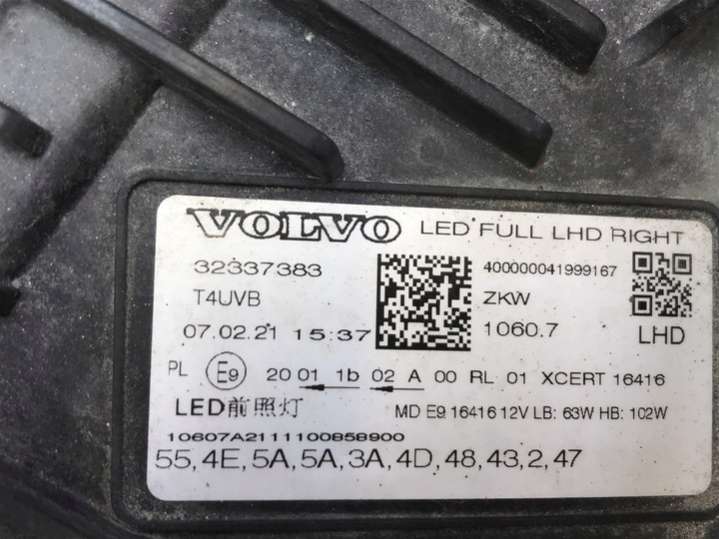 VOLVO LED FULL LHD RIGHT
32337383
400000041999167
T4UVB
ZKW
07.02.21 15:37
1060.7
LHD
PL E9 20 01 1b 02 A 00 RL 01 XCERT 16416
LED前照灯
MD E9 16416 12V LB: 63W HB: 102W
10607A2111100858900
55,4E,5A,5A,3A,4D,48,43,2,47